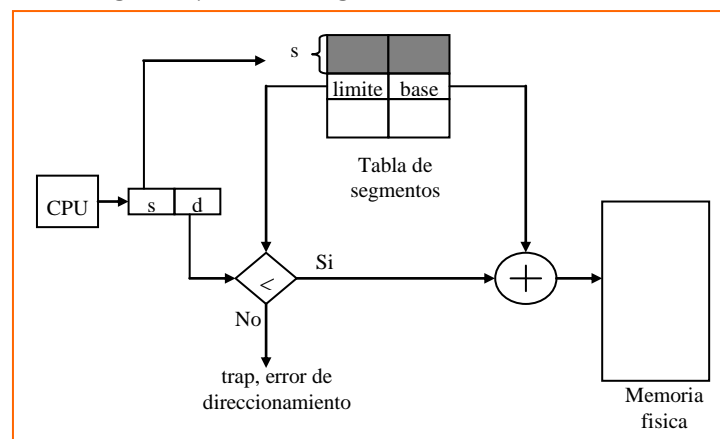 s
limite base
Tabla de
segmentos
CPU
s d
<
Si
+
No
trap, error de
direccionamiento
Memoria
fisica